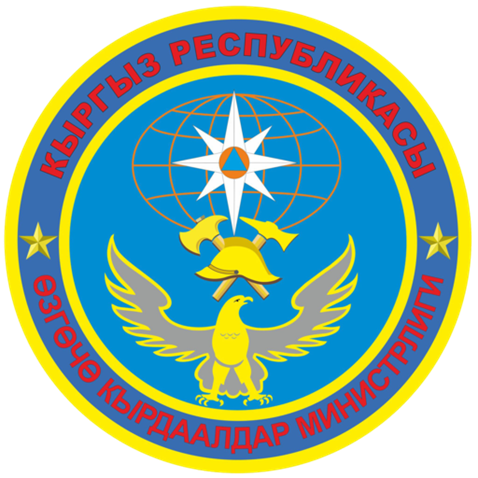 КЫРГЫЗ РЕСПУБЛИКАСЫ
ӨЗГӨЧӨ КЫРДААЛДАР МИНИСТРЛИГИ